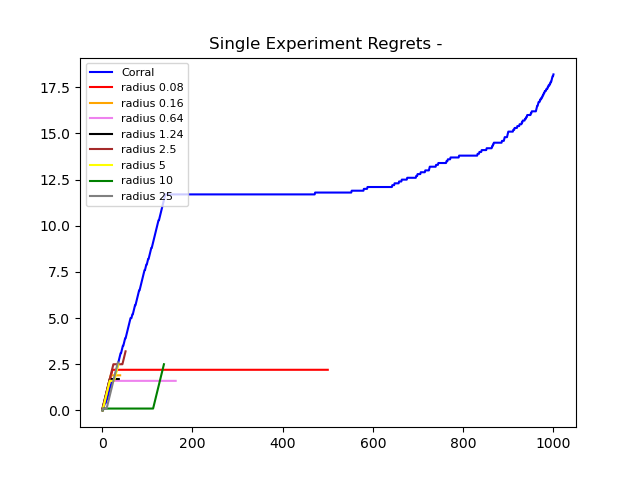 Single Experiment Regrets -
Corral
radius 0.08
radius 0.16
radius 0.64
radius 1.24
radius 2.5
radius 5
radius 10
radius 25
17.5
15.0
12.5
10.0
7.5
5.0
2.5
0.0
0 200 400 600 800 1000